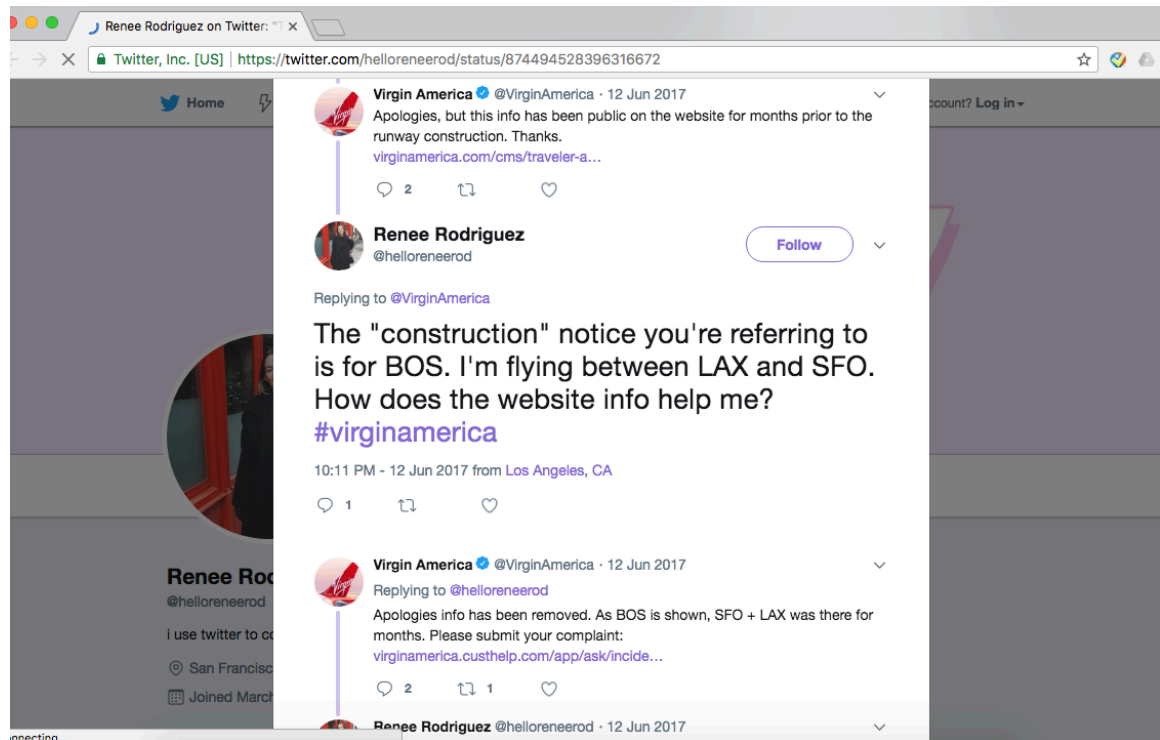 Renee Rodriguez on Twitter: "T
Twitter, Inc. [US] | https://twitter.com/helloreneerod/status/874494528396316672
Home
ccount? Log in
Virgin America @VirginAmerica · 12 Jun 2017
Apologies, but this info has been public on the website for months prior to the
runway construction. Thanks.
virginamerica.com/cms/traveler-a…
2
Renee Rodriguez
@helloreneerod
Follow
Replying to @VirginAmerica
The "construction" notice you're referring to
is for BOS. I'm flying between LAX and SFO.
How does the website info help me?
#virginamerica
10:11 PM - 12 Jun 2017 from Los Angeles, CA
1
Virgin America @VirginAmerica · 12 Jun 2017
Replying to @helloreneerod
Apologies info has been removed. As BOS is shown, SFO + LAX was there for
months. Please submit your complaint:
virginamerica.custhelp.com/app/ask/incide…
2 1
Renee Rodriguez @helloreneerod · 12 Jun 2017
Renee Rod
@helloreneerod
i use twitter to co
San Francisc
Joined March
nnecting